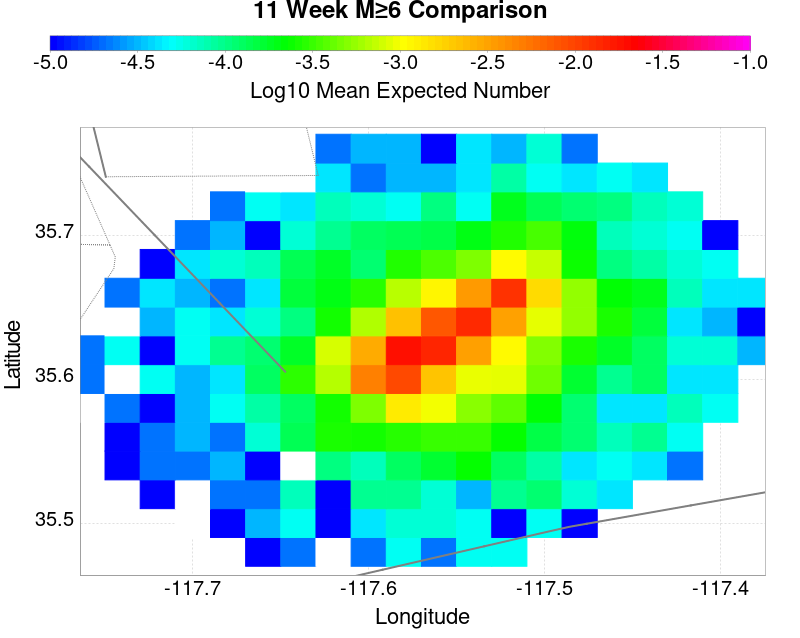 11 Week M≥6 Comparison
-5.0 -4.5 -4.0 -3.5 -3.0 -2.5 -2.0 -1.5 -1.0
Log10 Mean Expected Number
35.7
35.6
35.5
Latitude
-117.7 -117.6 -117.5 -117.4
Longitude